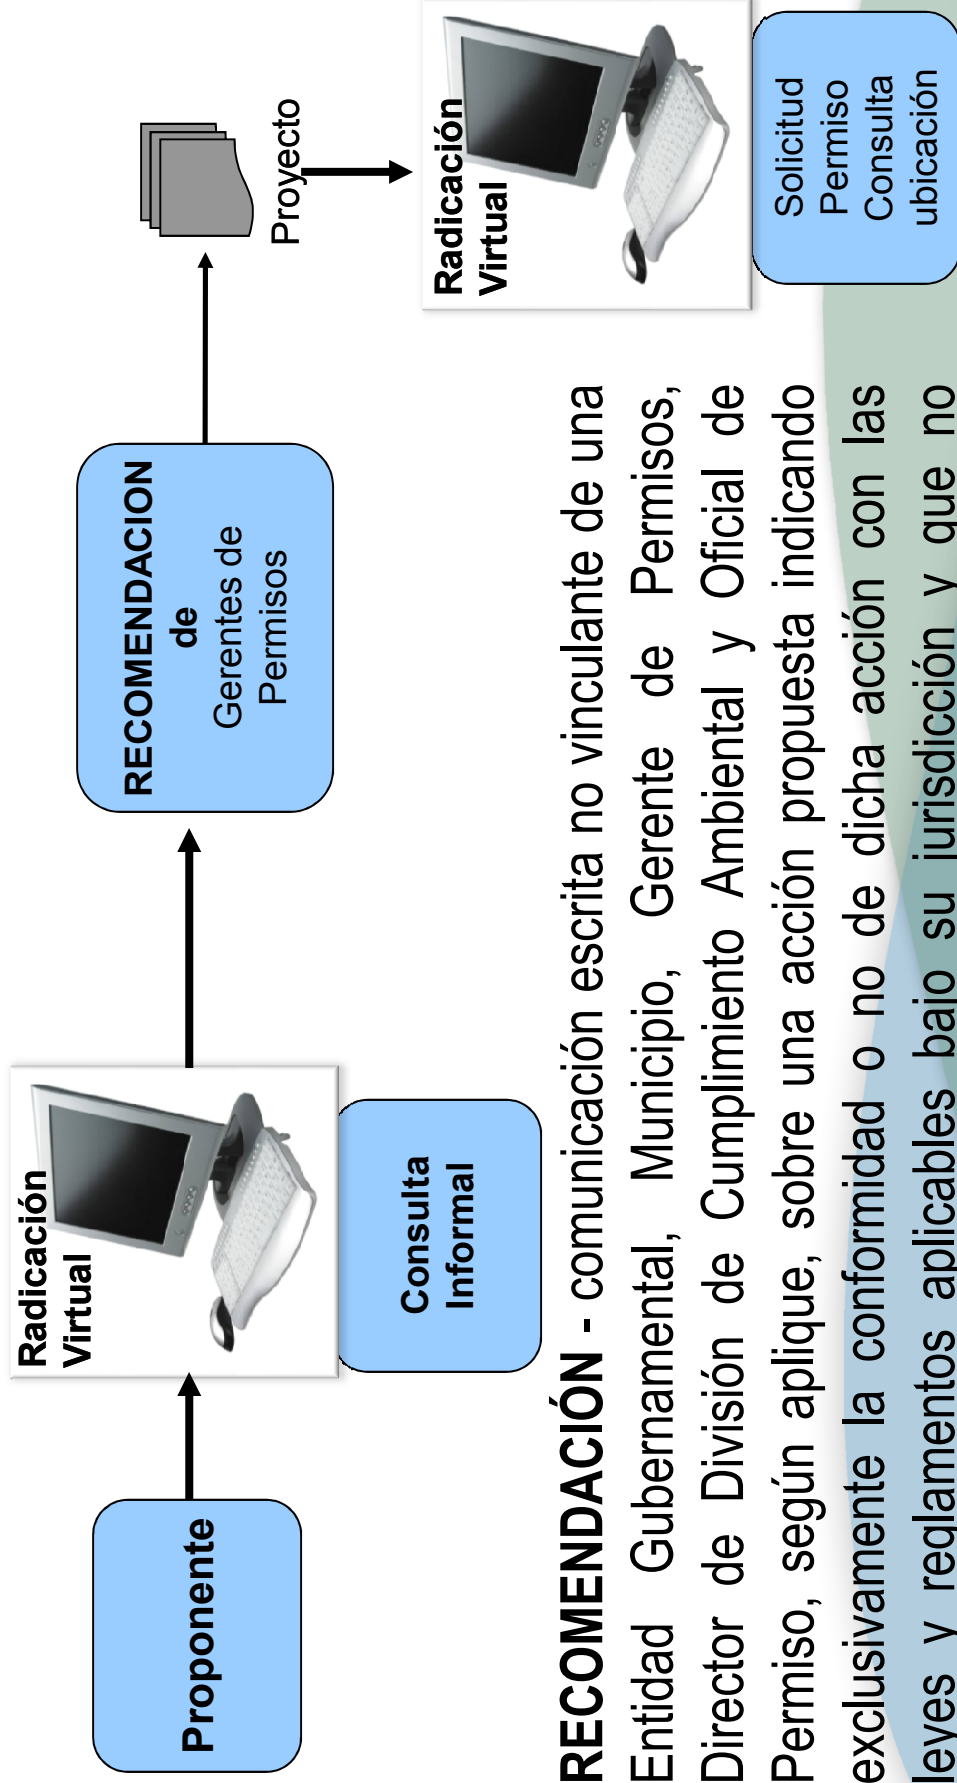 Proponente
Radicación
Virtual
Consulta
Informal
RECOMENDACION
de
Gerentes de
Permisos
Proyecto
Radicación
Virtual
Solicitud
Permiso
Consulta
ubicación
RECOMENDACIÓN - comunicación escrita no vinculante de una
Entidad Gubernamental, Municipio, Gerente de Permisos,
Director de División de Cumplimiento Ambiental y Oficial de
Permiso, según aplique, sobre una acción propuesta indicando
exclusivamente la conformidad o no de dicha acción con las
leyes y reglamentos aplicables bajo su jurisdicción y que no